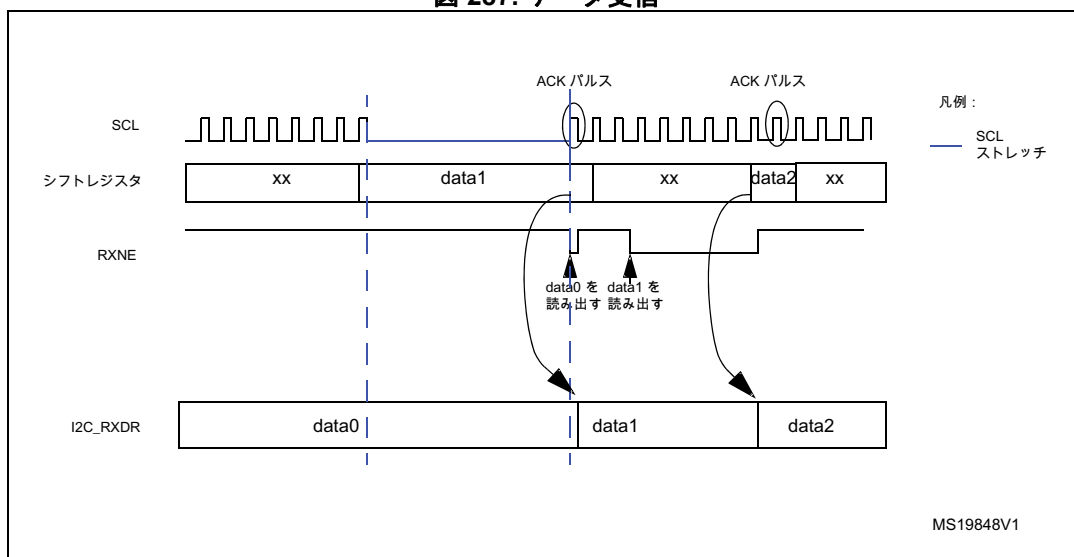 図 237. データ受信
ACK パルス
ACK パルス
凡例：
SCL
SCL
ストレッチ
シフトレジスタ
xx
data1
xx
data2
xx
RXNE
data0 を
読み出す
data1 を
読み出す
I2C_RXDR
data0
data1
data2
MS19848V1